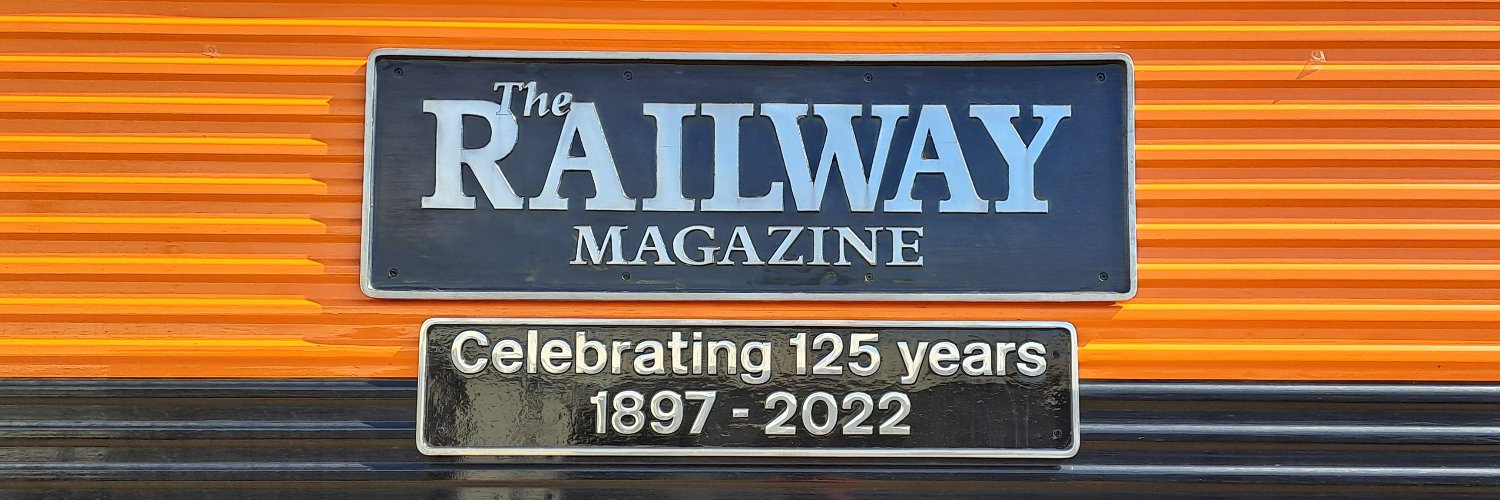 The
RAILWAY
MAGAZINE
Celebrating 125 years
1897 - 2022